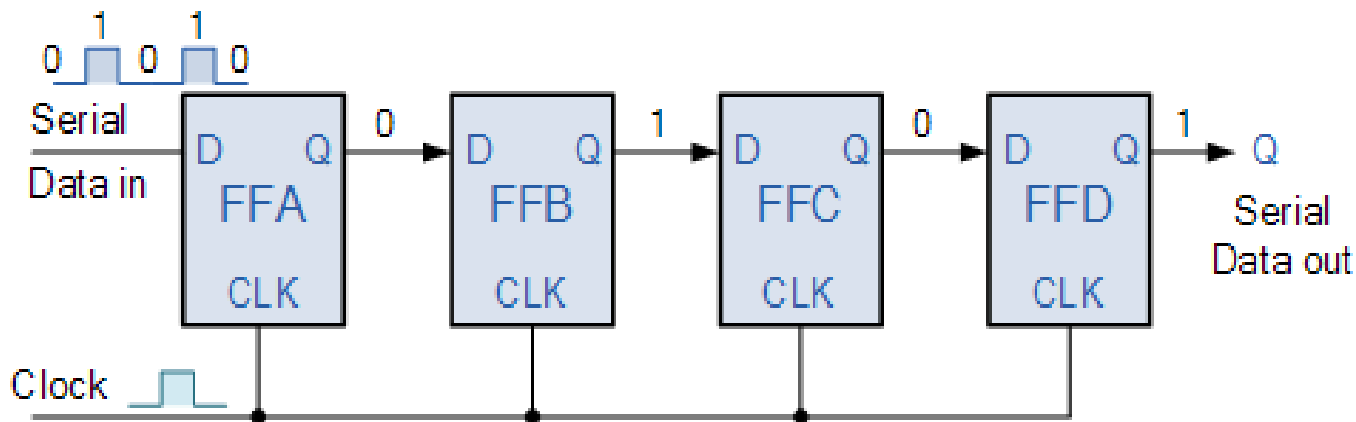 0 1 0 1 0
Serial
Data in
D Q 0 D Q 1 D Q 0 D Q 1 Q
FFA FFB FFC FFD
Serial
Data out
CLK CLK CLK CLK
Clock